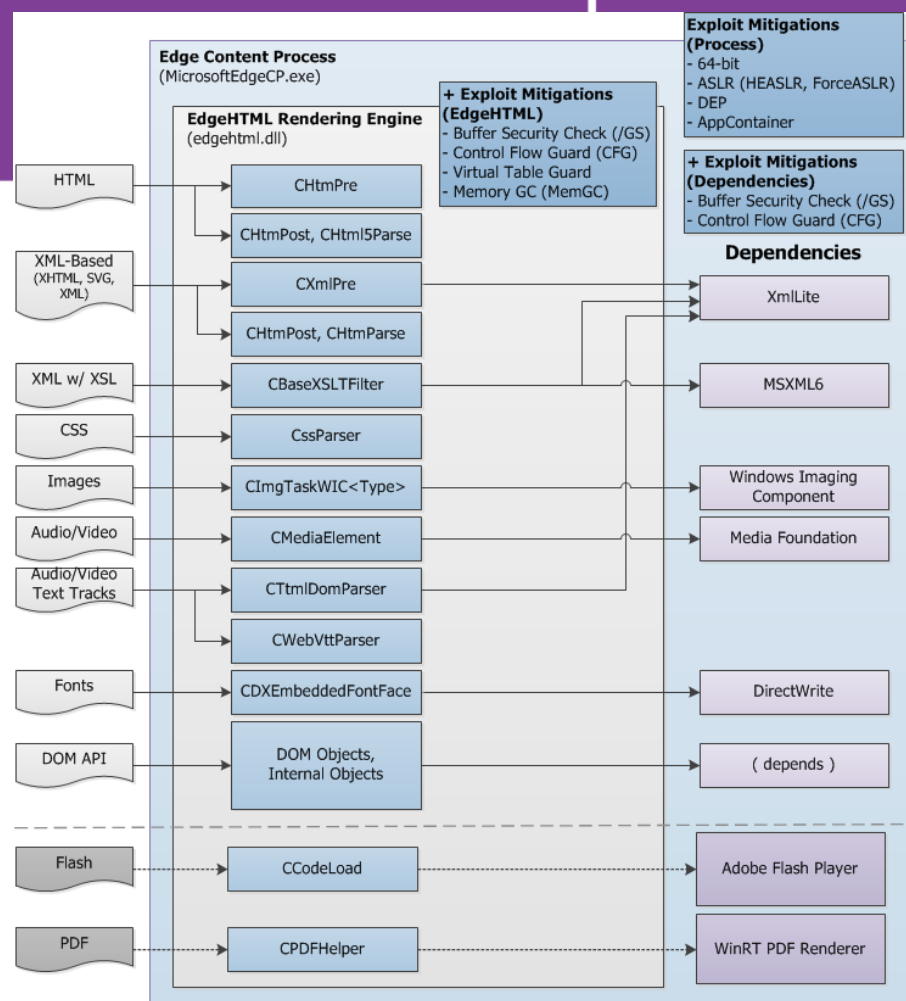 Exploit Mitigations
(Process)
- 64-bit
- ASLR (HEASLR, ForceASLR)
- DEP
- AppContainer
Edge Content Process
(MicrosoftEdgeCP.exe)
+ Exploit Mitigations
(EdgeHTML)
- Buffer Security Check (/GS)
- Control Flow Guard (CFG)
- Virtual Table Guard
- Memory GC (MemGC)
EdgeHTML Rendering Engine
(edgehtml.dll)
+ Exploit Mitigations
(Dependencies)
- Buffer Security Check (/GS)
- Control Flow Guard (CFG)
Dependencies
HTML
CHtmPre
CHtmPost, CHtml5Parse
XML-Based
(XHTML, SVG,
XML)
CXmlPre
XmlLite
CHtmPost, CHtmParse
XML w/ XSL
CBaseXSLTFilter
MSXML6
CSS
CssParser
Images
CImgTaskWIC<Type>
Windows Imaging
Component
Audio/Video
CMediaElement
Media Foundation
Audio/Video
Text Tracks
CTtmlDomParser
CWebVttParser
Fonts
CDXEmbeddedFontFace
DirectWrite
DOM API
DOM Objects,
Internal Objects
( depends )
Flash
CCodeLoad
Adobe Flash Player
PDF
CPDFHelper
WinRT PDF Renderer